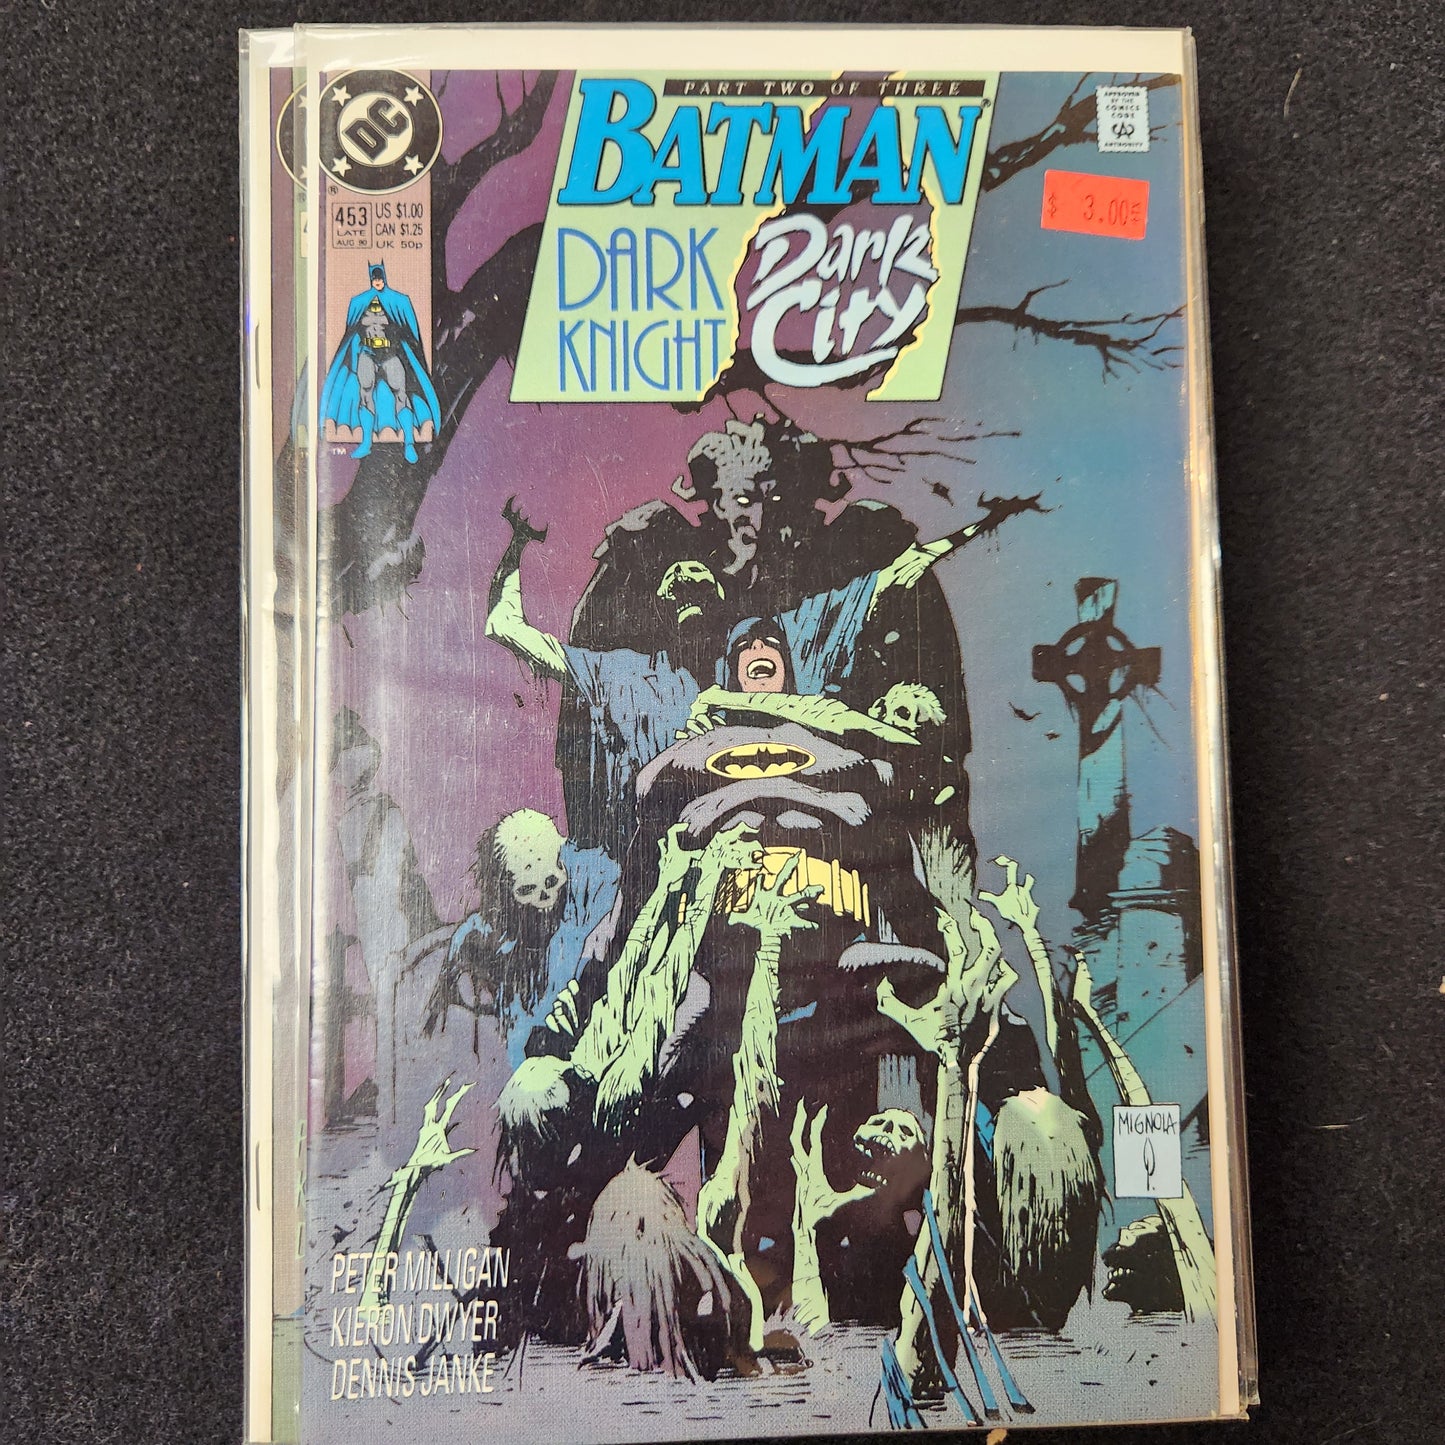 PART TWO OF THREE
BATMAN®
DARK
KNIGHT
Dark
City
DC
®
453
LATE
AUG 90
US $1.00
CAN $1.25
UK 50p
TM
APPROVED
BY THE
COMICS
CODE
CA
AUTHORITY
$ 3.00
MIGNOLA
P.
PETER MILLIGAN
KIERON DWYER
DENNIS JANKE